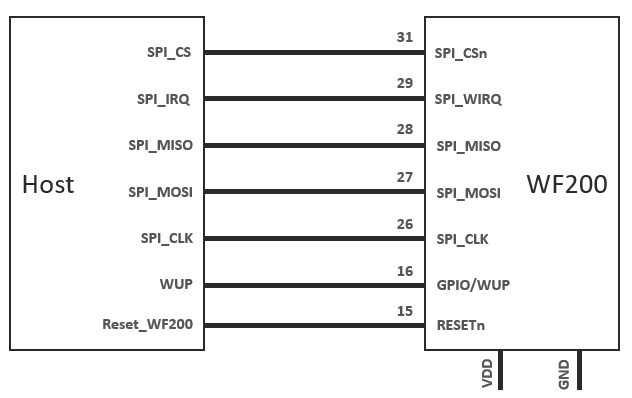 SPI_CS 31 SPI_CSn
SPI_IRQ 29 SPI_WIRQ
SPI_MISO 28 SPI_MISO
Host SPI_MOSI 27 SPI_MOSI WF200
SPI_CLK 26 SPI_CLK
WUP 16 GPIO/WUP
Reset_WF200 15 RESETn
VDD GND